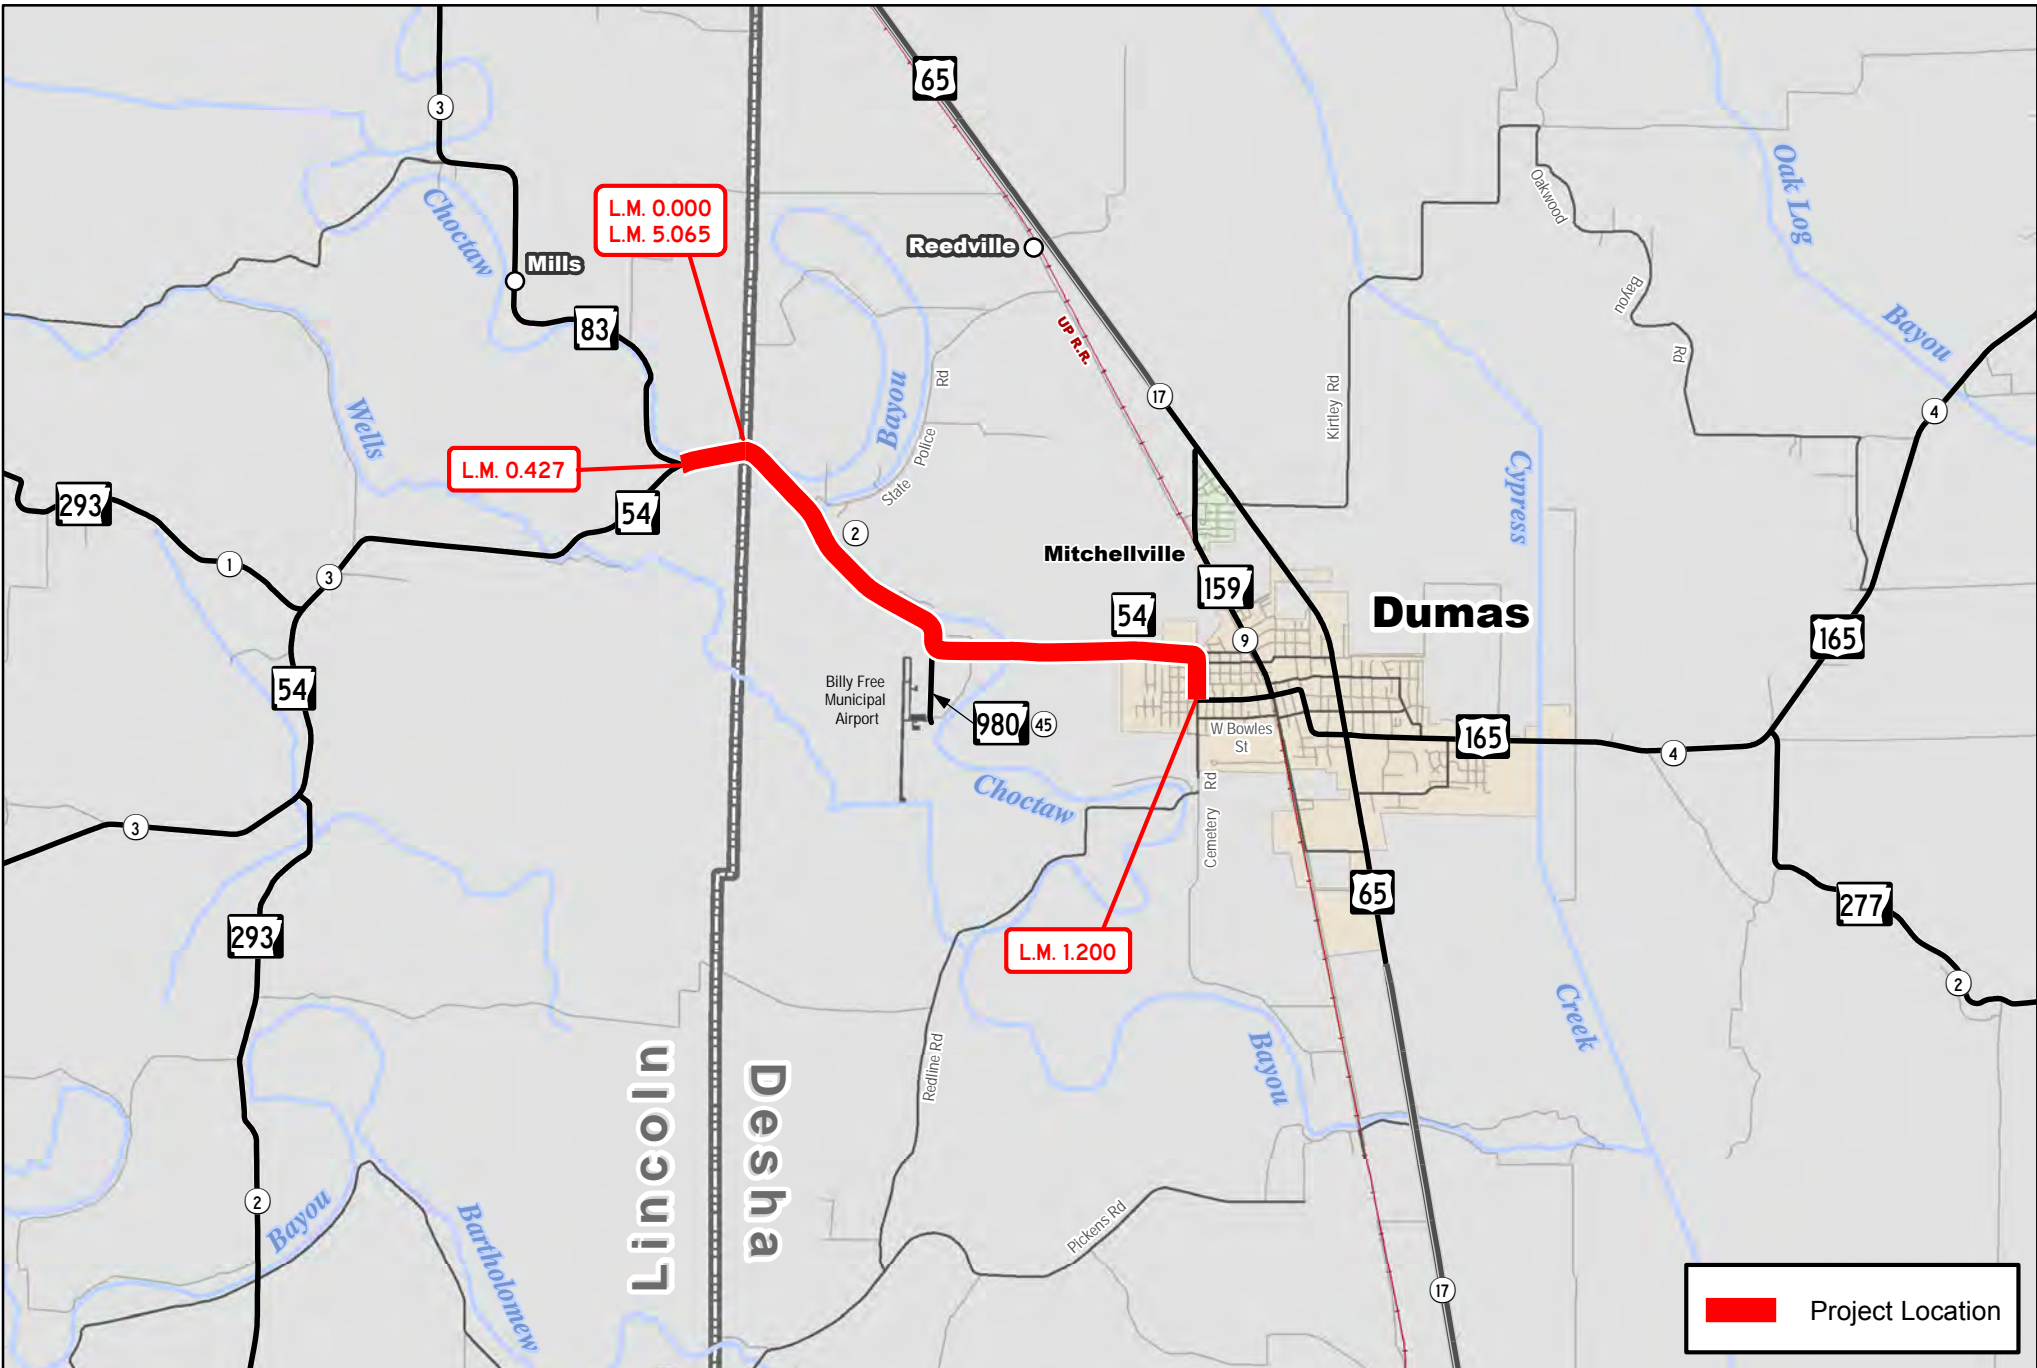 65
3
Choctaw
Oak Log
Oakwood
L.M. 0.000
L.M. 5.065
Reedville
Mills
Bayou
83
UP R.R.
Bayou
Rd
Bayou
Rd
17
Kirtley Rd
4
Wells
State Police
L.M. 0.427
Cypress
293
54
2
Mitchellville
1
3
159
54
Dumas
9
165
54
Billy Free
Municipal
Airport
980
45
W Bowles
St
165
4
Choctaw
Cemetery Rd
3
65
277
293
L.M. 1.200
2
Creek
Bayou
Redline Rd
Lincoln
Desha
2
Bayou
Bartholomew
Pickens Rd
17
Project Location